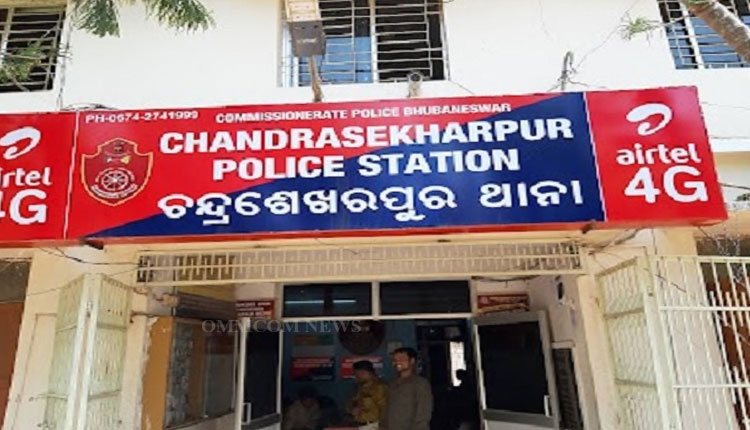 PH-0674-2741999 COMMISSIONERATE POLICE BHUBANESWAR
CHANDRASEKHARPUR
POLICE STATION
ଚନ୍ଦ୍ରଶେଖରପୁର ଥାନା
airtel
4G
airtel
4G
OMMCOM NEWS